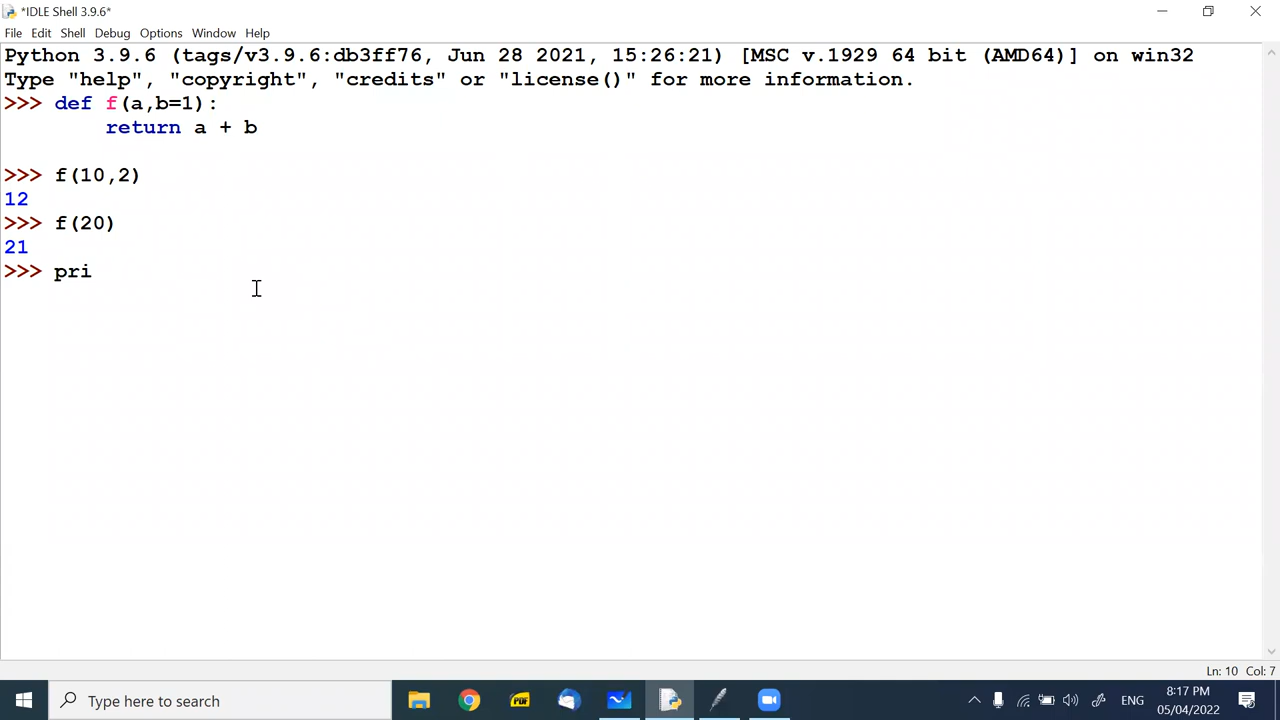 *IDLE Shell 3.9.6*
File Edit Shell Debug Options Window Help
Python 3.9.6 (tags/v3.9.6:db3ff76, Jun 28 2021, 15:26:21) [MSC v.1929 64 bit (AMD64)] on win32
Type "help", "copyright", "credits" or "license()" for more information.
>>> def f(a,b=1):
        return a + b
>>> f(10,2)
12
>>> f(20)
21
>>> pri
Ln: 10 Col: 7
Type here to search
PDF
ENG
8:17 PM
05/04/2022